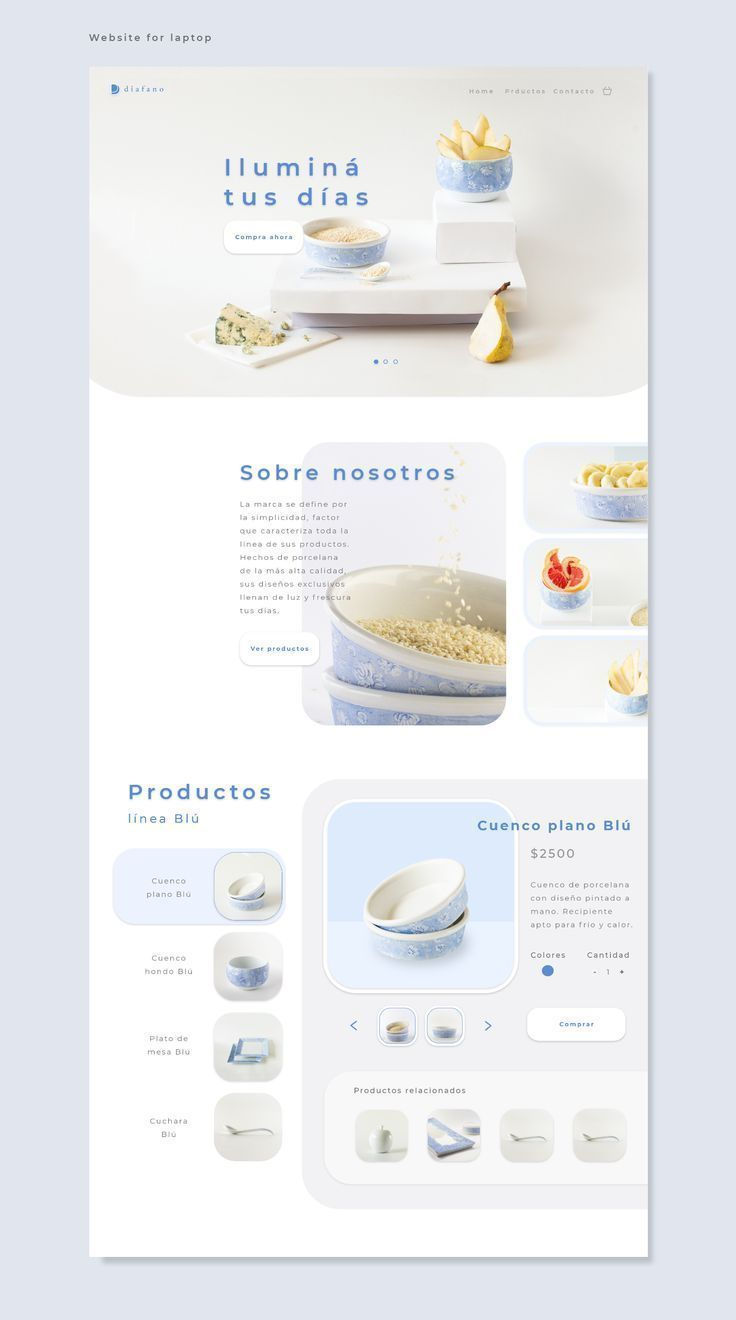 Website for laptop
diafano
Home Prductos Contacto
Iluminá
tus días
Compra ahora
Sobre nosotros
La marca se define por
la simplicidad, factor
que caracteriza toda la
línea de sus productos.
Hechos de porcelana
de la más alta calidad,
sus diseños exclusivos
llenan de luz y frescura
tus días.
Ver productos
Productos
línea Blú
Cuenco
plano Blú
Cuenco
hondo Blú
Plato de
mesa Blú
Cuchara
Blú
Cuenco plano Blú
$2500
Cuenco de porcelana
con diseño pintado a
mano. Recipiente
apto para frío y calor.
Colores Cantidad
- 1 +
Comprar
Productos relacionados